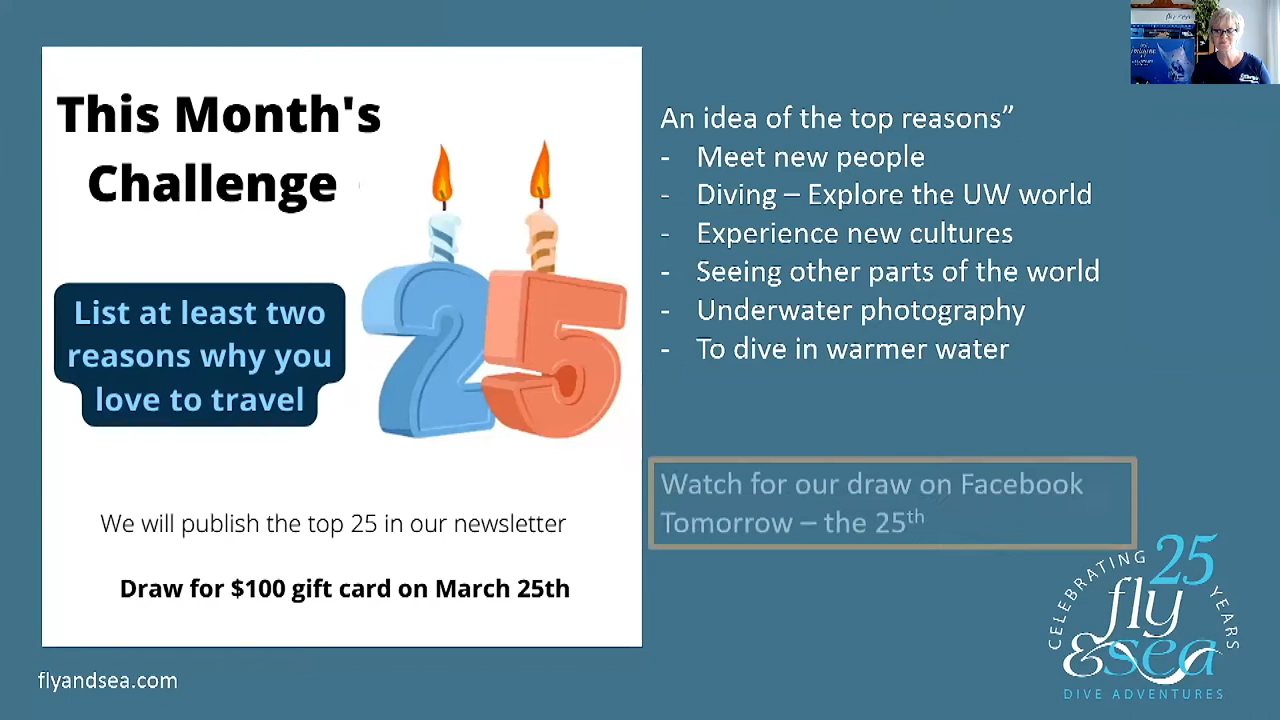 This Month's
Challenge
List at least two
reasons why you
love to travel
25
We will publish the top 25 in our newsletter
Draw for $100 gift card on March 25th
An idea of the top reasons”
- Meet new people
- Diving – Explore the UW world
- Experience new cultures
- Seeing other parts of the world
- Underwater photography
- To dive in warmer water
Watch for our draw on Facebook
Tomorrow – the 25th
CELEBRATING 25 YEARS
fly
&sea
DIVE ADVENTURES
flyandsea.com